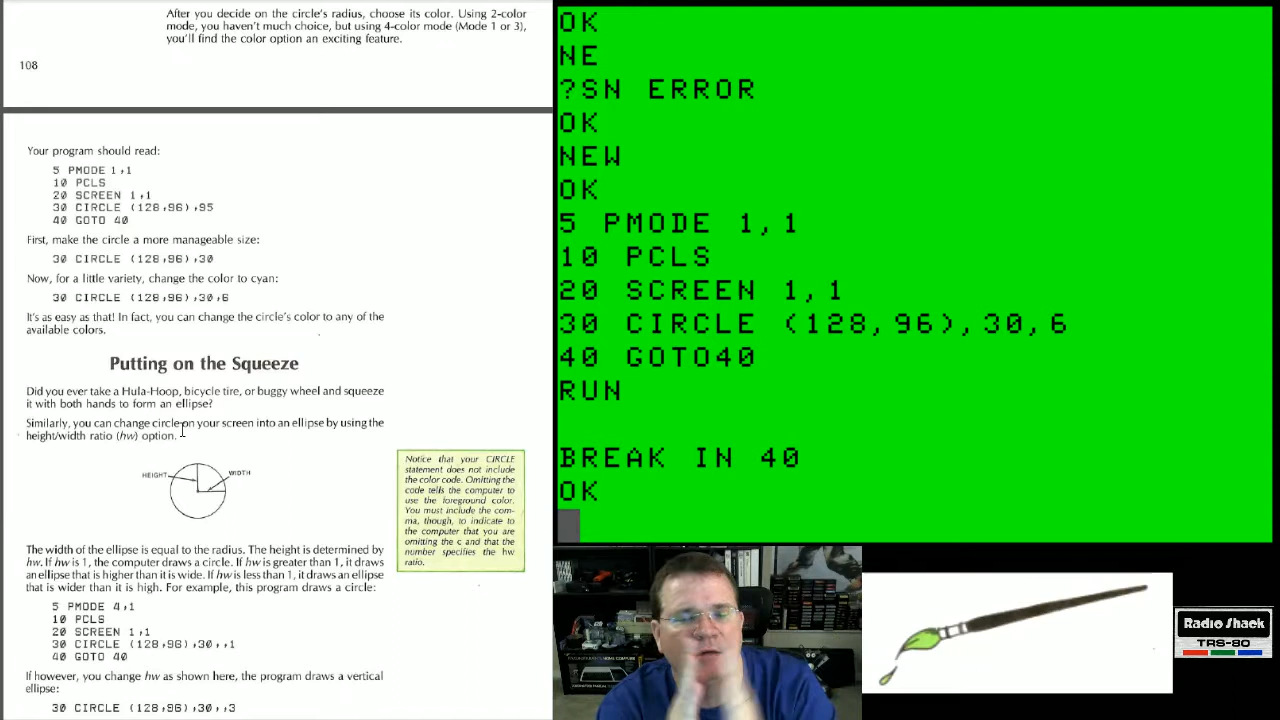 After you decide on the circle's radius, choose its color. Using 2-color
mode, you haven't much choice, but using 4-color mode (Mode 1 or 3),
you'll find the color option an exciting feature.
108
Your program should read:
5 PMODE 1,1
10 PCLS
20 SCREEN 1,1
30 CIRCLE (128,96),95
40 GOTO 40
First, make the circle a more manageable size:
30 CIRCLE (128,96),30
Now, for a little variety, change the color to cyan:
30 CIRCLE (128,96),30,6
It's as easy as that! In fact, you can change the circle's color to any of the
available colors.
Putting on the Squeeze
Did you ever take a Hula-Hoop, bicycle tire, or buggy wheel and squeeze
it with both hands to form an ellipse?
Similarly, you can change circle on your screen into an ellipse by using the
height/width ratio (hw) option.
HEIGHT
WIDTH
The width of the ellipse is equal to the radius. The height is determined by
hw. If hw is 1, the computer draws a circle. If hw is greater than 1, it draws
an ellipse that is higher than it is wide. If hw is less than 1, it draws an ellipse
that is wider than it is high. For example, this program draws a circle:
5 PMODE 4,1
10 PCLS
20 SCREEN 1,1
30 CIRCLE (128,96),30,,1
40 GOTO 40
If however, you change hw as shown here, the program draws a vertical
ellipse:
30 CIRCLE (128,96),30,,3
Notice that your CIRCLE
statement does not include
the color code. Omitting the
code tells the computer to
use the foreground color.
You must include the com-
ma, though, to indicate to
the computer that you are
omitting the c and that the
number specifies the hw
ratio.
OK
NE
?SN ERROR
OK
NEW
OK
5 PMODE 1,1
10 PCLS
20 SCREEN 1,1
30 CIRCLE (128,96),30,6
40 GOTO40
RUN
BREAK IN 40
OK
Radio Shack
TRS-80